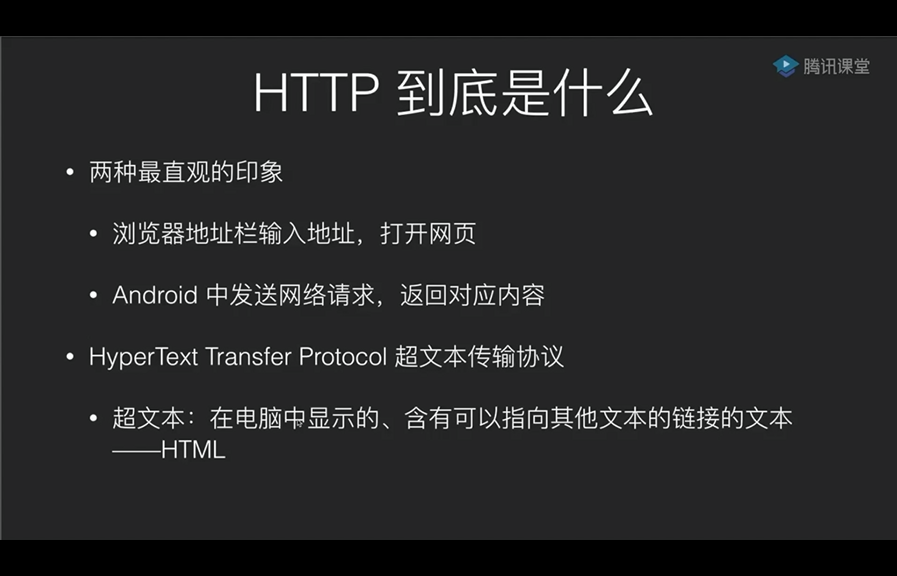 腾讯课堂
HTTP 到底是什么
• 两种最直观的印象
• 浏览器地址栏输入地址，打开网页
• Android 中发送网络请求，返回对应内容
• HyperText Transfer Protocol 超文本传输协议
• 超文本：在电脑中显示的、含有可以指向其他文本的链接的文本
——HTML